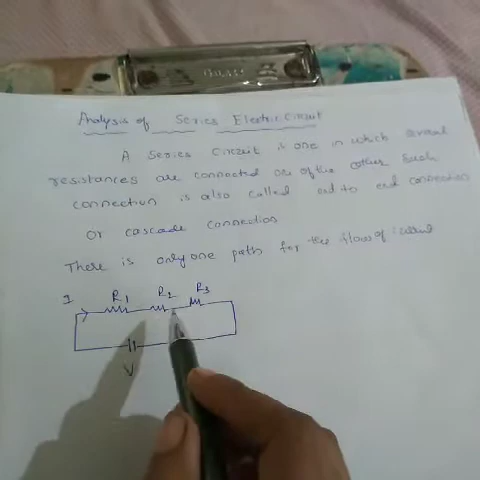 Analysis of Series Electric Circuit
A Series Circuit is one in which several
resistances are connected one of the other such
connection is also called end to end connection
or cascade connection
There is only one path for the flow of current
I R1 R2 R3
V